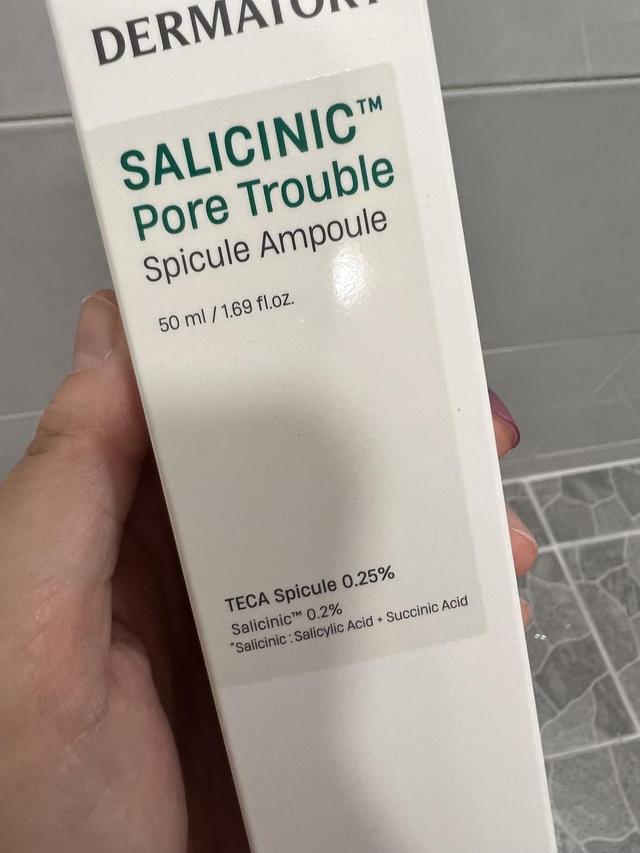 DERMATORY
SALICINIC™
Pore Trouble
Spicule Ampoule
50 ml / 1.69 fl.oz.
TECA Spicule 0.25%
Salicinic™ 0.2%
*Salicinic : Salicylic Acid + Succinic Acid